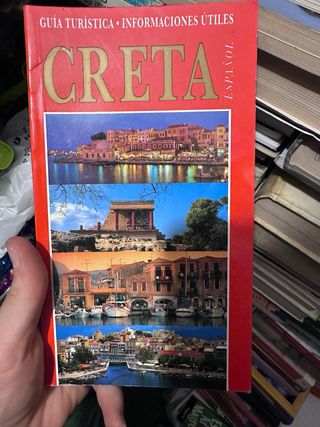 GUÍA TURÍSTICA • INFORMACIONES ÚTILES
CRETA
ESPAÑOL